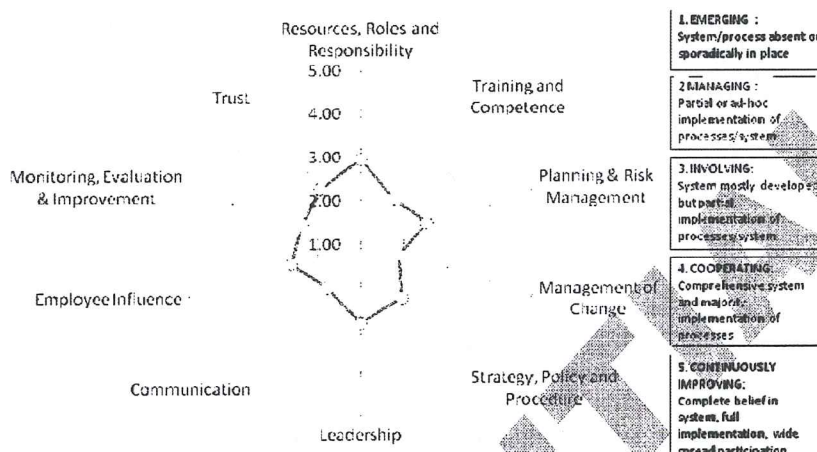 Resources, Roles and
Responsibility
5.00
4.00
3.00
2.00
1.00
Trust
Training and
Competence
Monitoring, Evaluation
& Improvement
Planning & Risk
Management
Employee Influence
Management of
Change
Communication
Strategy, Policy and
Procedure
Leadership
1. EMERGING :
System/process absent or
sporadically in place
2 MANAGING :
Partial or ad-hoc
implementation of
processes/system
3. INVOLVING:
System mostly developed
but partial
implementation of
processes/system
4. COOPERATING:
Comprehensive system
and majority
implementation of
processes
5. CONTINUOUSLY
IMPROVING:
Complete belief in
system, full
implementation, wide
spread participation